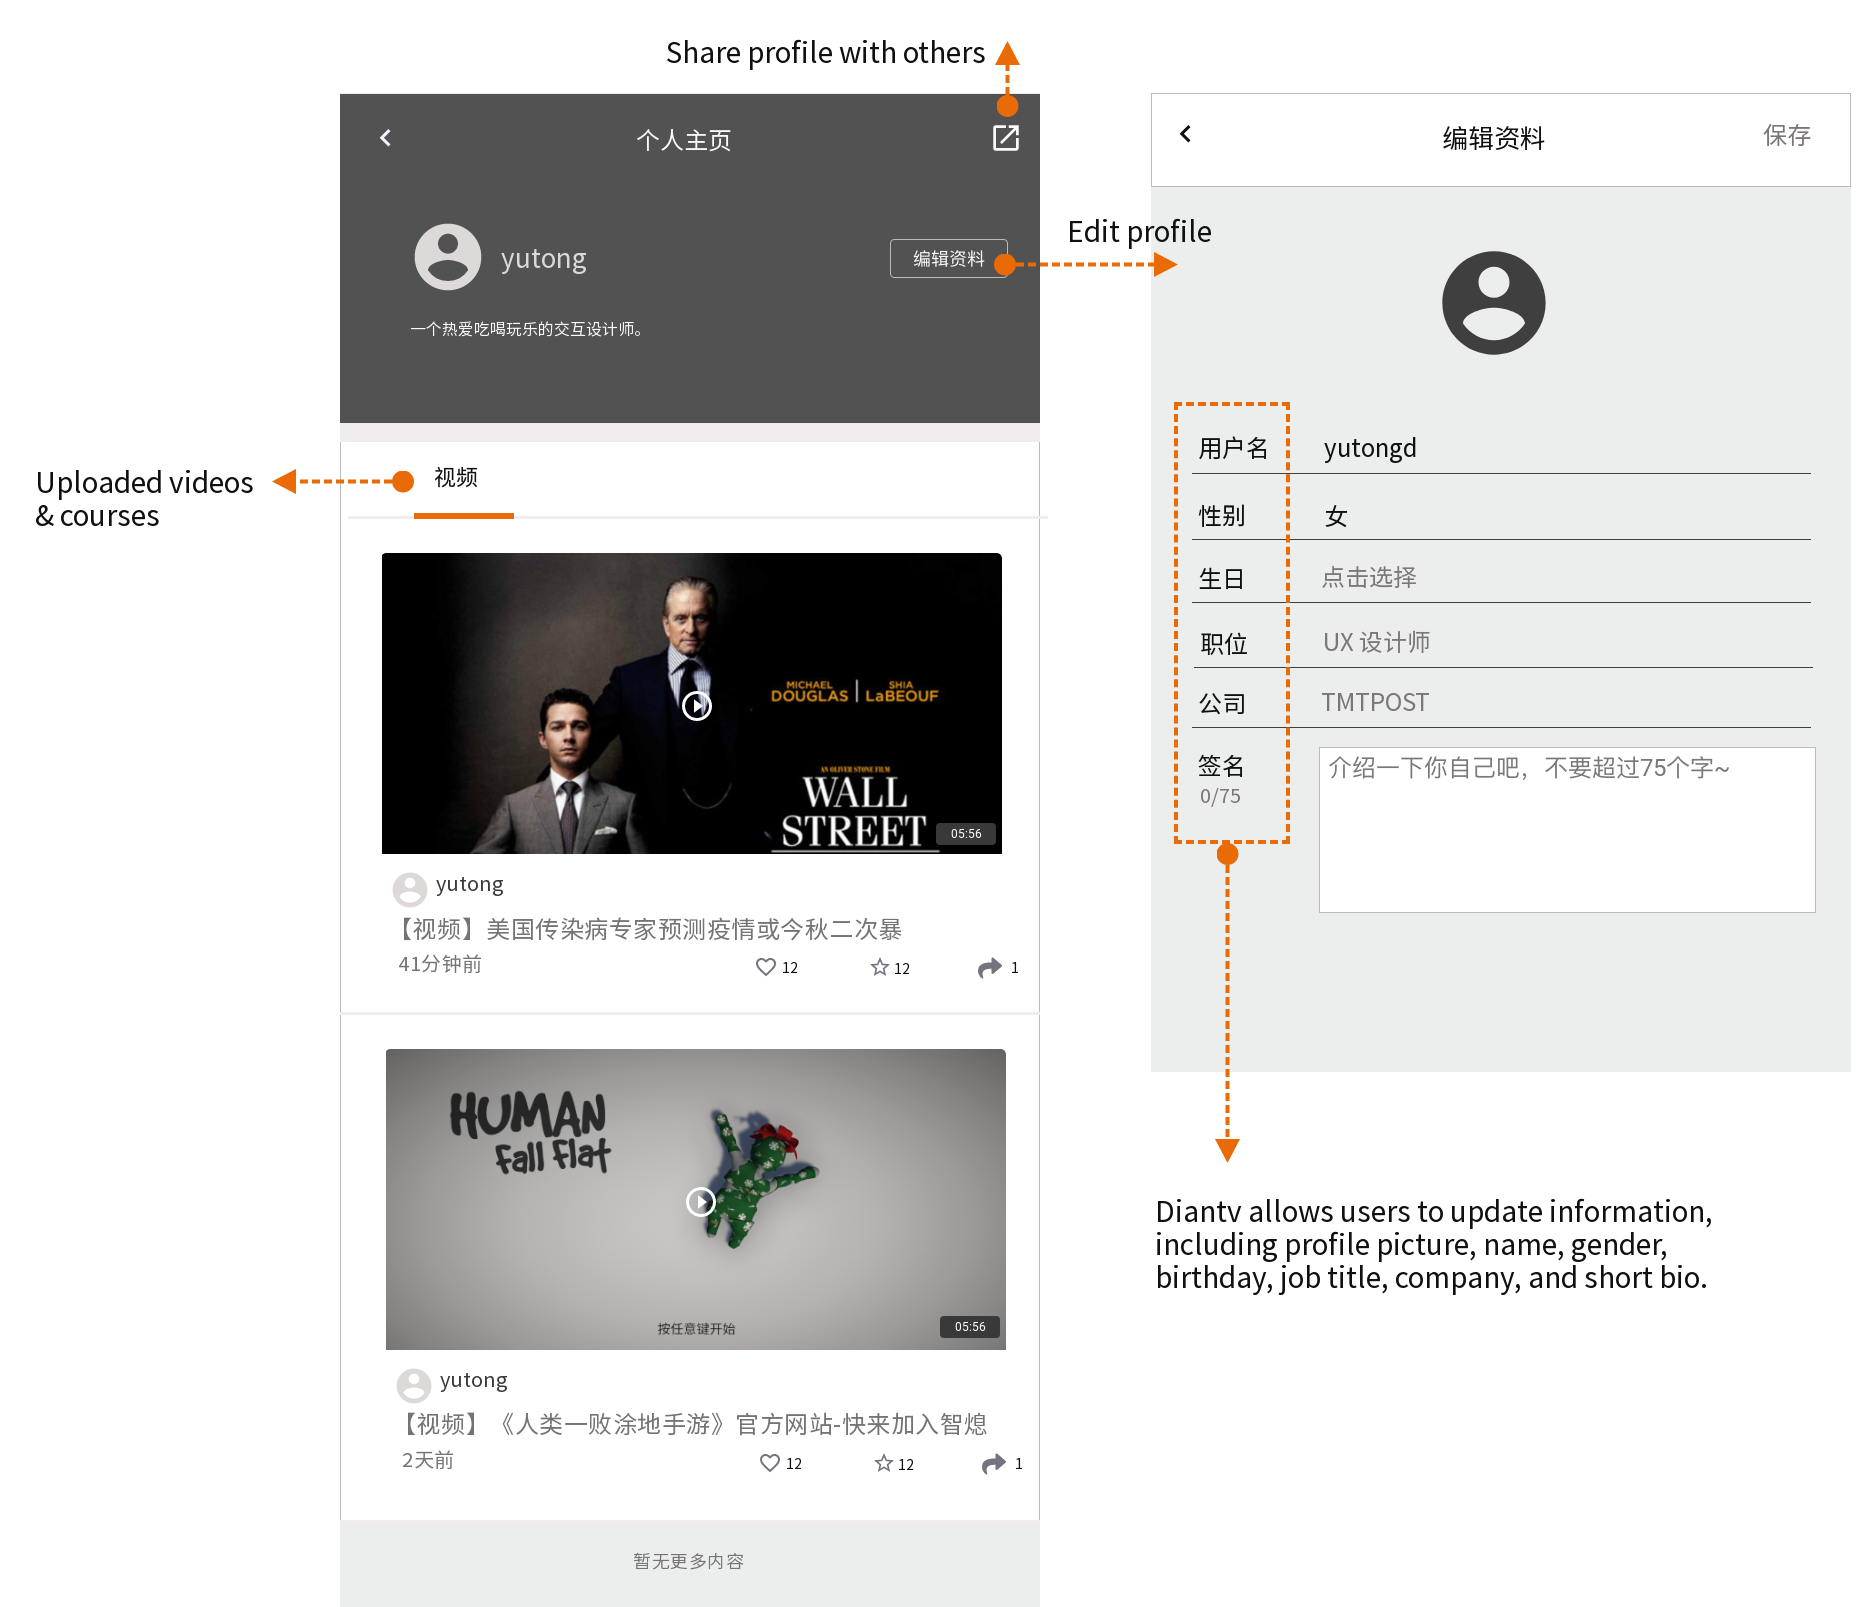 Share profile with others
个人主页
yutong
编辑资料
一个热爱吃喝玩乐的交互设计师。
Edit profile
Uploaded videos
& courses
视频
MICHAEL
DOUGLAS
SHIA
LaBEOUF
AN OLIVER STONE FILM
WALL
STREET
05:56
yutong
【视频】美国传染病专家预测疫情或今秋二次暴
41分钟前
12
12
1
HUMAN
fall flat
按任意键开始
05:56
yutong
【视频】《人类一败涂地手游》官方网站-快来加入智熄
2天前
12
12
1
暂无更多内容
编辑资料
保存
用户名
yutongd
性别
女
生日
点击选择
职位
UX 设计师
公司
TMTPOST
签名
0/75
介绍一下你自己吧，不要超过75个字~
Diantv allows users to update information,
including profile picture, name, gender,
birthday, job title, company, and short bio.